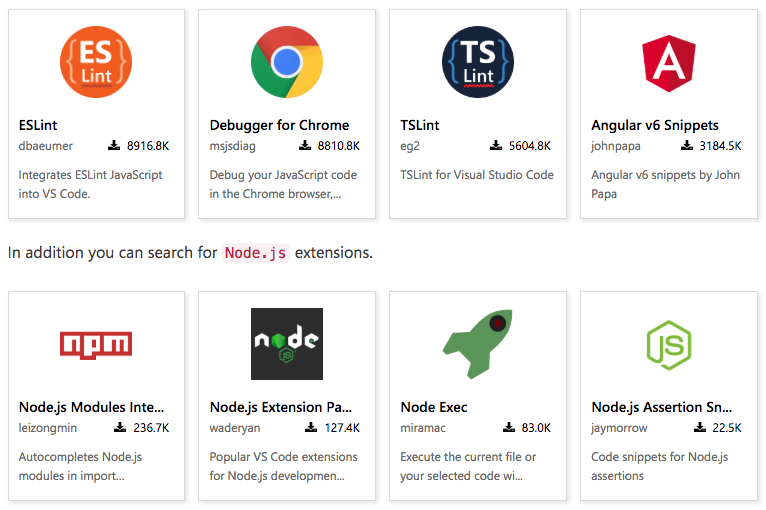 ES
Lint
TS
Lint
ESLint
dbaeumer 8916.8K
Integrates ESLint JavaScript
into VS Code.
Debugger for Chrome
msjsdiag 8810.8K
Debug your JavaScript code
in the Chrome browser,...
TSLint
eg2 5604.8K
TSLint for Visual Studio Code
A
Angular v6 Snippets
johnpapa 3184.5K
Angular v6 snippets by John
Papa
In addition you can search for Node.js extensions.
npm
Node.js Modules Inte...
leizongmin 236.7K
Autocompletes Node.js
modules in import...
node
JS
Node.js Extension Pa...
waderyan 127.4K
Popular VS Code extensions
for Node.js developmen...
Node Exec
miramac 83.0K
Execute the current file or
your selected code wi...
JS
Node.js Assertion Sn...
jaymorrow 22.5K
Code snippets for Node.js
assertions